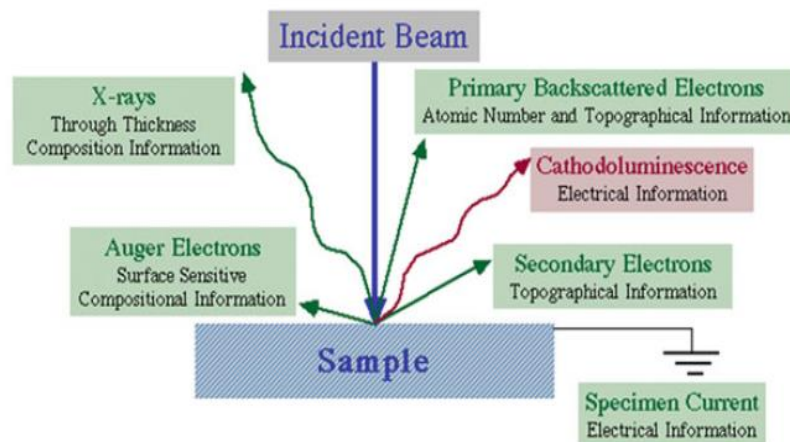 Incident Beam
X-rays
Through Thickness
Composition Information
Primary Backscattered Electrons
Atomic Number and Topographical Information
Cathodoluminescence
Electrical Information
Auger Electrons
Surface Sensitive
Compositional Information
Secondary Electrons
Topographical Information
Sample
Specimen Current
Electrical Information